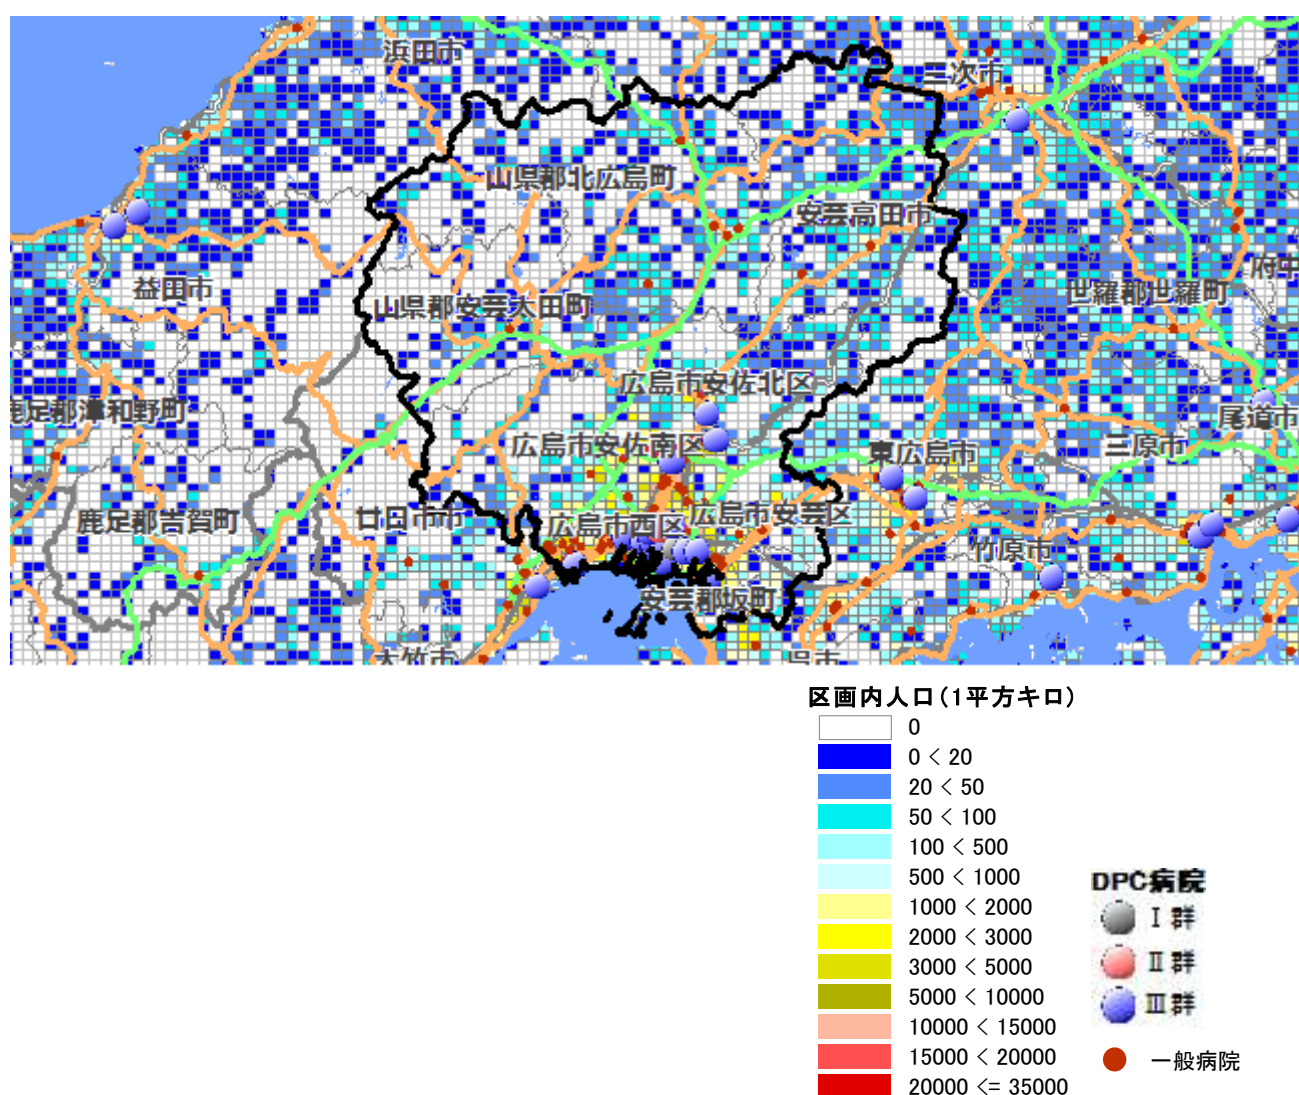 浜田市
三次市
山県郡北広島町
安芸高田市
府中
益田市
山県郡安芸太田町
世羅郡世羅町
広島市安佐北区
鹿足郡津和野町
尾道市
広島市安佐南区
東広島市
三原市
鹿足郡吉賀町
廿日市市
広島市西区
広島市安芸区
竹原市
安芸郡坂町
大竹市
呉市
区画内人口(1平方キロ)
0
0 < 20
20 < 50
50 < 100
100 < 500
500 < 1000
1000 < 2000
2000 < 3000
3000 < 5000
5000 < 10000
10000 < 15000
15000 < 20000
20000 <= 35000
DPC病院
Ⅰ群
Ⅱ群
Ⅲ群
一般病院